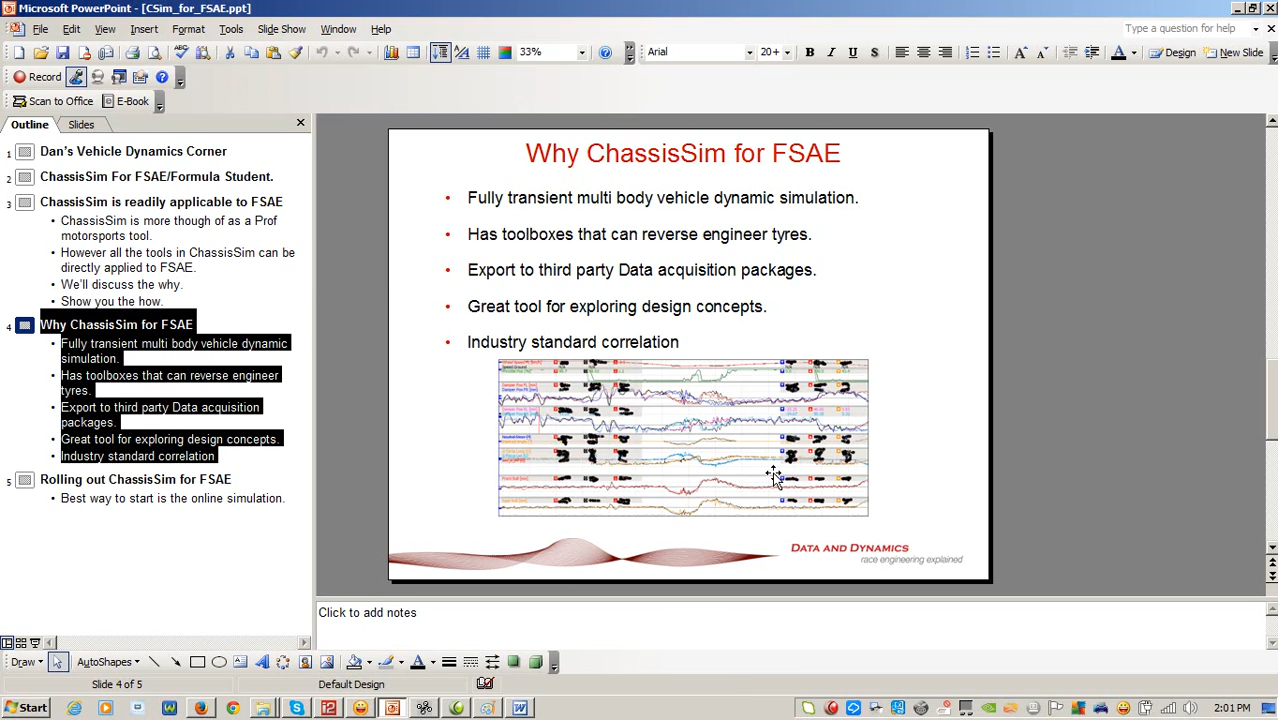 Microsoft PowerPoint - [CSim_for_FSAE.ppt]
File Edit View Insert Format Tools Slide Show Window Help
Type a question for help
33%
Arial
20+
B I U S
Design
New Slide
Record
Scan to Office
E-Book
Outline
Slides
1 Dan's Vehicle Dynamics Corner
2 ChassisSim For FSAE/Formula Student.
3 ChassisSim is readily applicable to FSAE
• ChassisSim is more though of as a Prof
motorsports tool.
• However all the tools in ChassisSim can be
directly applied to FSAE.
• We'll discuss the why.
• Show you the how.
4 Why ChassisSim for FSAE
• Fully transient multi body vehicle dynamic
simulation.
• Has toolboxes that can reverse engineer
tyres.
• Export to third party Data acquisition
packages.
• Great tool for exploring design concepts.
• Industry standard correlation
5 Rolling out ChassisSim for FSAE
• Best way to start is the online simulation.
Why ChassisSim for FSAE
• Fully transient multi body vehicle dynamic simulation.
• Has toolboxes that can reverse engineer tyres.
• Export to third party Data acquisition packages.
• Great tool for exploring design concepts.
• Industry standard correlation
DATA AND DYNAMICS
race engineering explained
Click to add notes
Draw
AutoShapes
Slide 4 of 5
Default Design
Start
2:01 PM